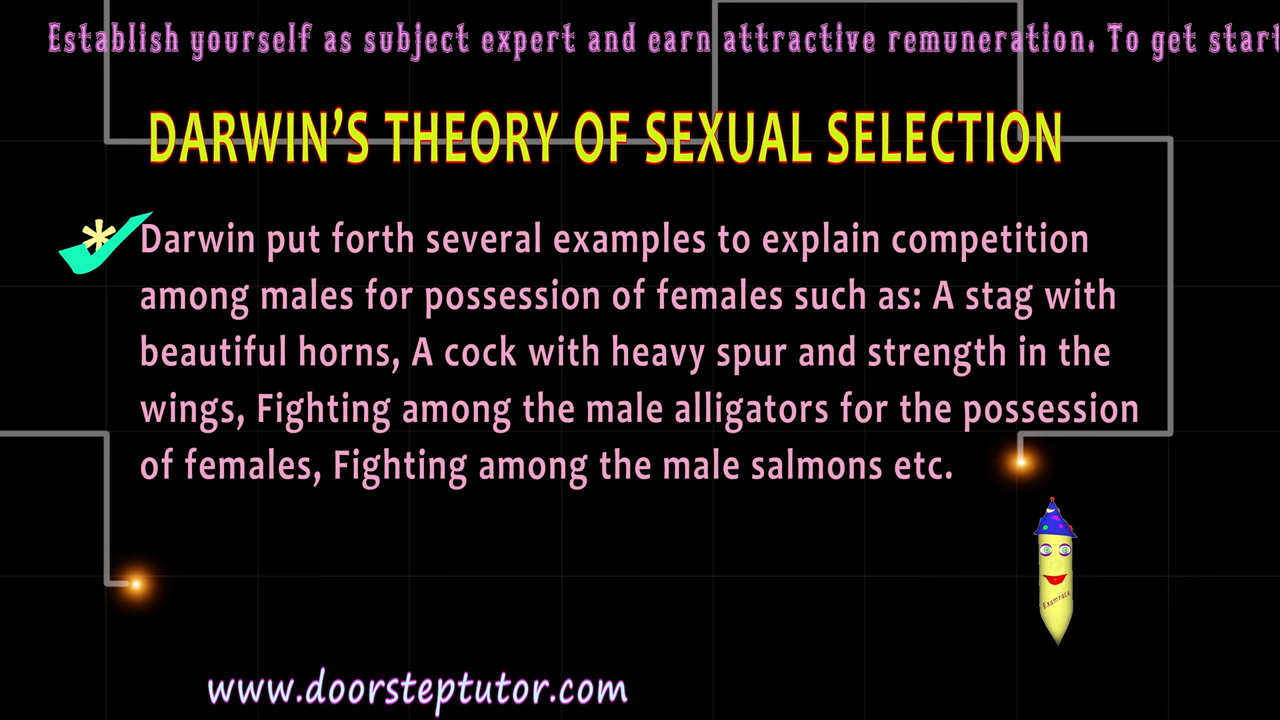 Establish yourself as subject expert and earn attractive remuneration. To get start
DARWIN'S THEORY OF SEXUAL SELECTION
* Darwin put forth several examples to explain competition
among males for possession of females such as: A stag with
beautiful horns, A cock with heavy spur and strength in the
wings, Fighting among the male alligators for the possession
of females, Fighting among the male salmons etc.
Examrace
www.doorsteptutor.com